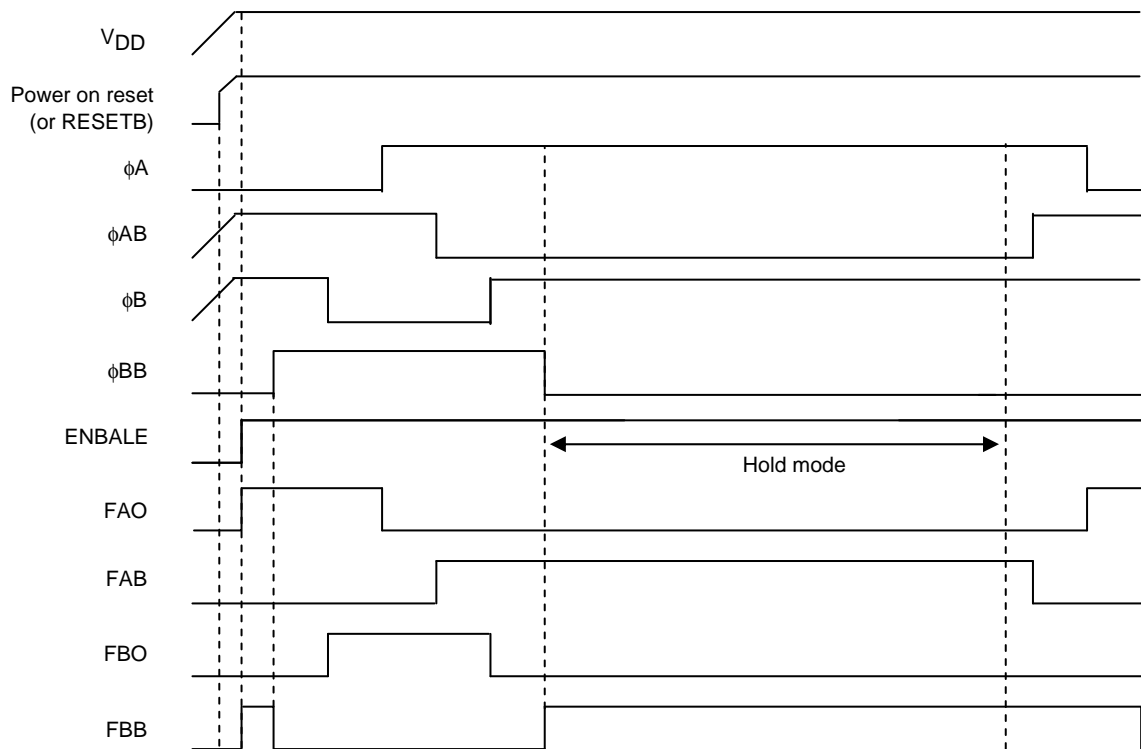 VDD
Power on reset
(or RESETB)
ϕA
ϕAB
ϕB
ϕBB
ENBALE
Hold mode
FAO
FAB
FBO
FBB